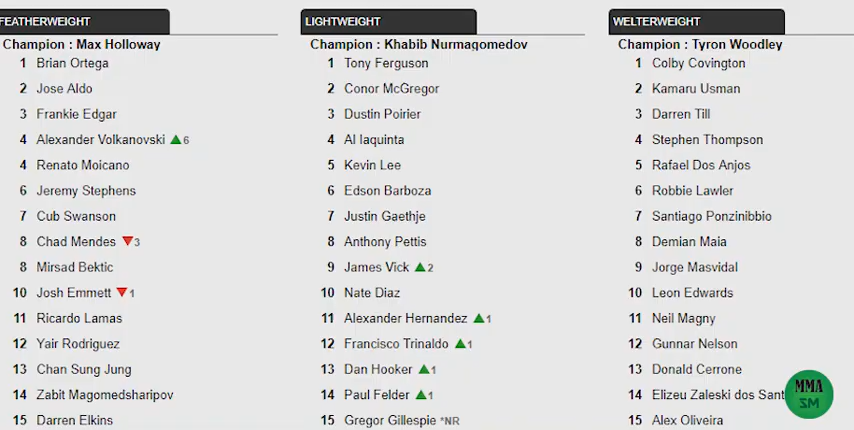 FEATHERWEIGHT
Champion : Max Holloway
1 Brian Ortega
2 Jose Aldo
3 Frankie Edgar
4 Alexander Volkanovski ▲6
4 Renato Moicano
6 Jeremy Stephens
7 Cub Swanson
8 Chad Mendes ▼3
8 Mirsad Bektic
10 Josh Emmett ▼1
11 Ricardo Lamas
12 Yair Rodriguez
13 Chan Sung Jung
14 Zabit Magomedsharipov
15 Darren Elkins
LIGHTWEIGHT
Champion : Khabib Nurmagomedov
1 Tony Ferguson
2 Conor McGregor
3 Dustin Poirier
4 Al Iaquinta
5 Kevin Lee
6 Edson Barboza
7 Justin Gaethje
8 Anthony Pettis
9 James Vick ▲2
10 Nate Diaz
11 Alexander Hernandez ▲1
12 Francisco Trinaldo ▲1
13 Dan Hooker ▲1
14 Paul Felder ▲1
15 Gregor Gillespie *NR
WELTERWEIGHT
Champion : Tyron Woodley
1 Colby Covington
2 Kamaru Usman
3 Darren Till
4 Stephen Thompson
5 Rafael Dos Anjos
6 Robbie Lawler
7 Santiago Ponzinibbio
8 Demian Maia
9 Jorge Masvidal
10 Leon Edwards
11 Neil Magny
12 Gunnar Nelson
13 Donald Cerrone
14 Elizeu Zaleski dos Sant
15 Alex Oliveira
MMA
SM